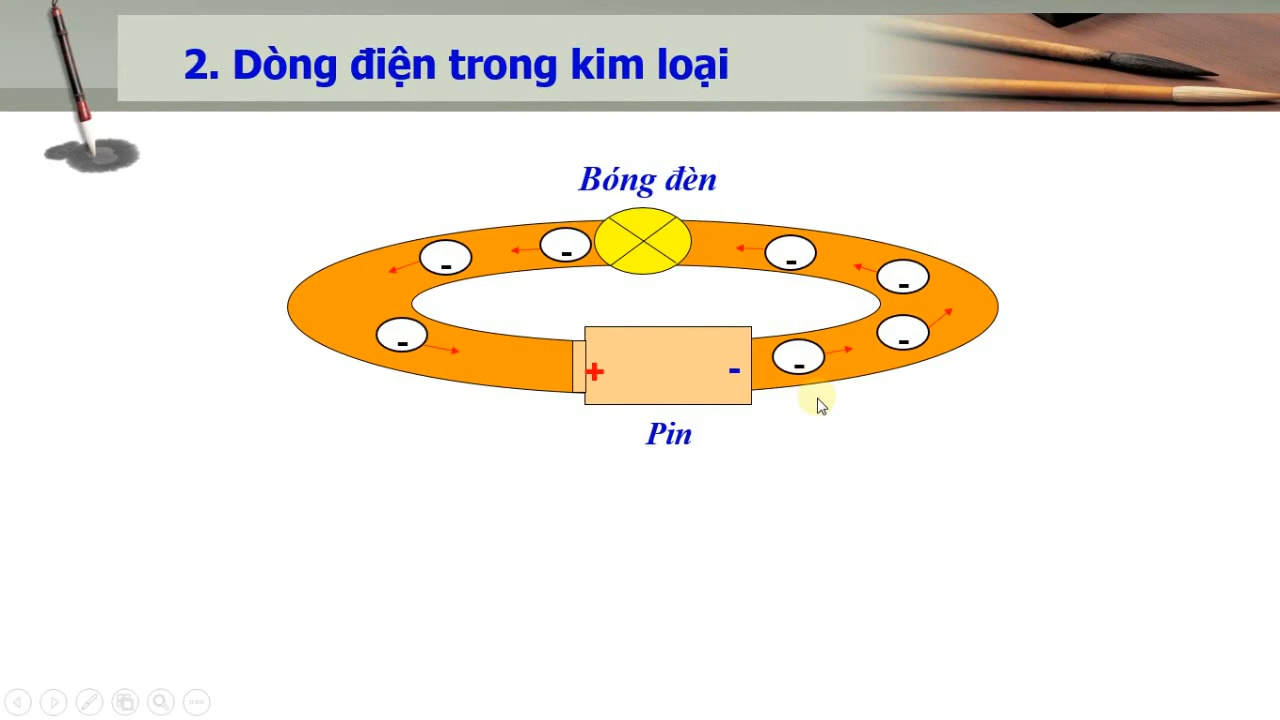 2. Dòng điện trong kim loại
Bóng đèn
- -
- -
- -
-
+ -
Pin